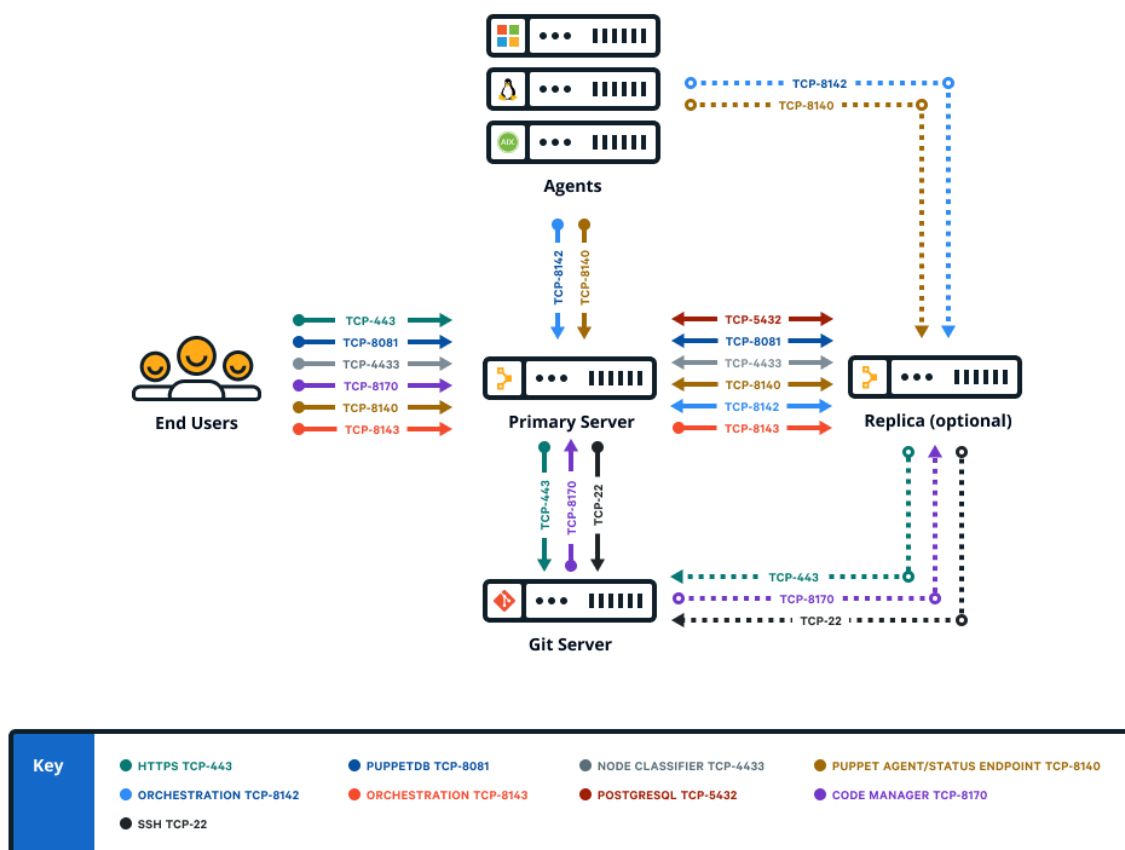 AIX
Agents
TCP-8142
TCP-8140
TCP-8142
TCP-8140
TCP-443
TCP-8081
TCP-4433
TCP-8170
TCP-8140
TCP-8143
End Users
Primary Server
TCP-5432
TCP-8081
TCP-4433
TCP-8140
TCP-8142
TCP-8143
Replica (optional)
TCP-443
TCP-8170
TCP-22
Git Server
TCP-443
TCP-8170
TCP-22
Key
HTTPS TCP-443
PUPPETDB TCP-8081
NODE CLASSIFIER TCP-4433
PUPPET AGENT/STATUS ENDPOINT TCP-8140
ORCHESTRATION TCP-8142
ORCHESTRATION TCP-8143
POSTGRESQL TCP-5432
CODE MANAGER TCP-8170
SSH TCP-22